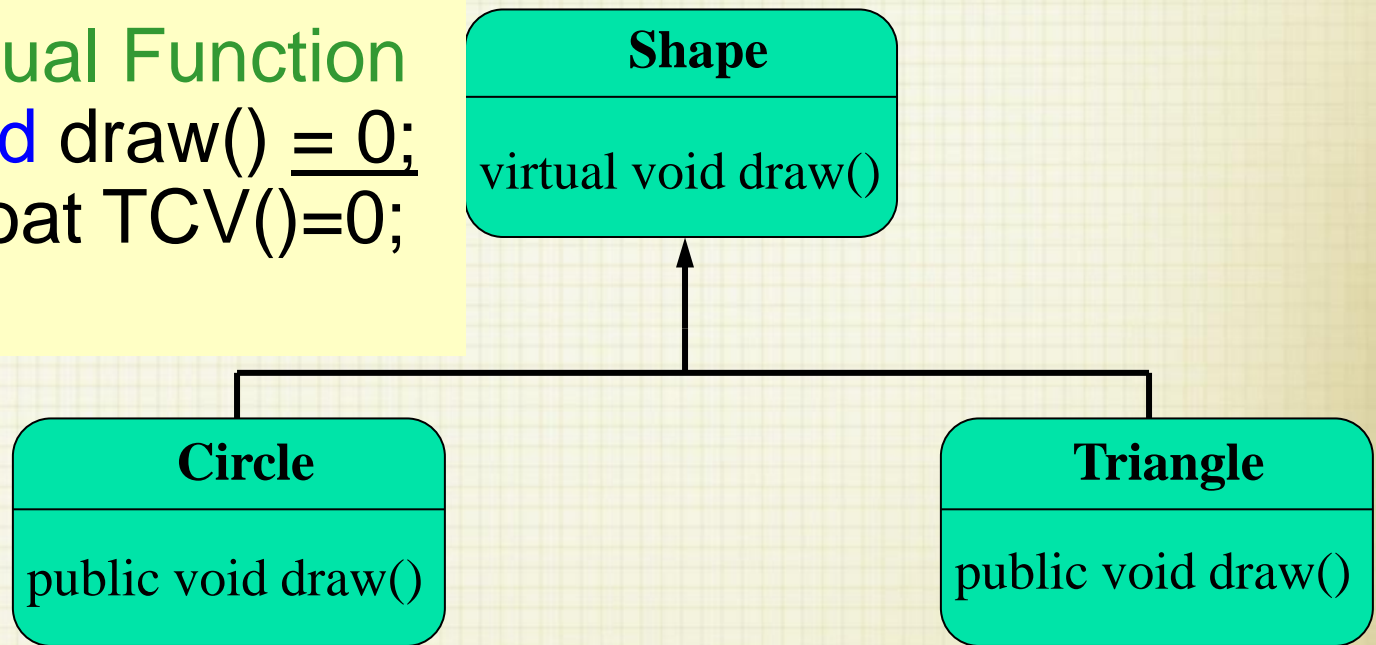 ual Function
d draw() = 0;
oat TCV()=0;
Shape
virtual void draw()
Circle
public void draw()
Triangle
public void draw()